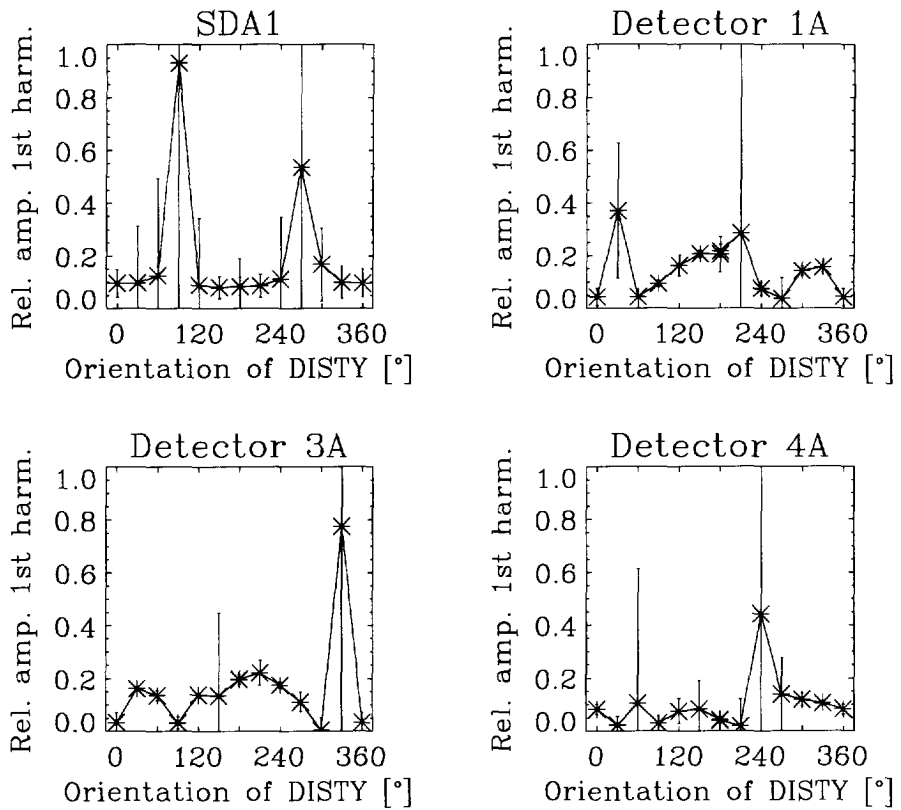 SDA1
Rel. amp. 1st harm.
1.0
0.8
0.6
0.4
0.2
0.0
0 120 240 360
Orientation of DISTY [°]
Detector 1A
Rel. amp. 1st harm.
1.0
0.8
0.6
0.4
0.2
0.0
0 120 240 360
Orientation of DISTY [°]
Detector 3A
Rel. amp. 1st harm.
1.0
0.8
0.6
0.4
0.2
0.0
0 120 240 360
Orientation of DISTY [°]
Detector 4A
Rel. amp. 1st harm.
1.0
0.8
0.6
0.4
0.2
0.0
0 120 240 360
Orientation of DISTY [°]